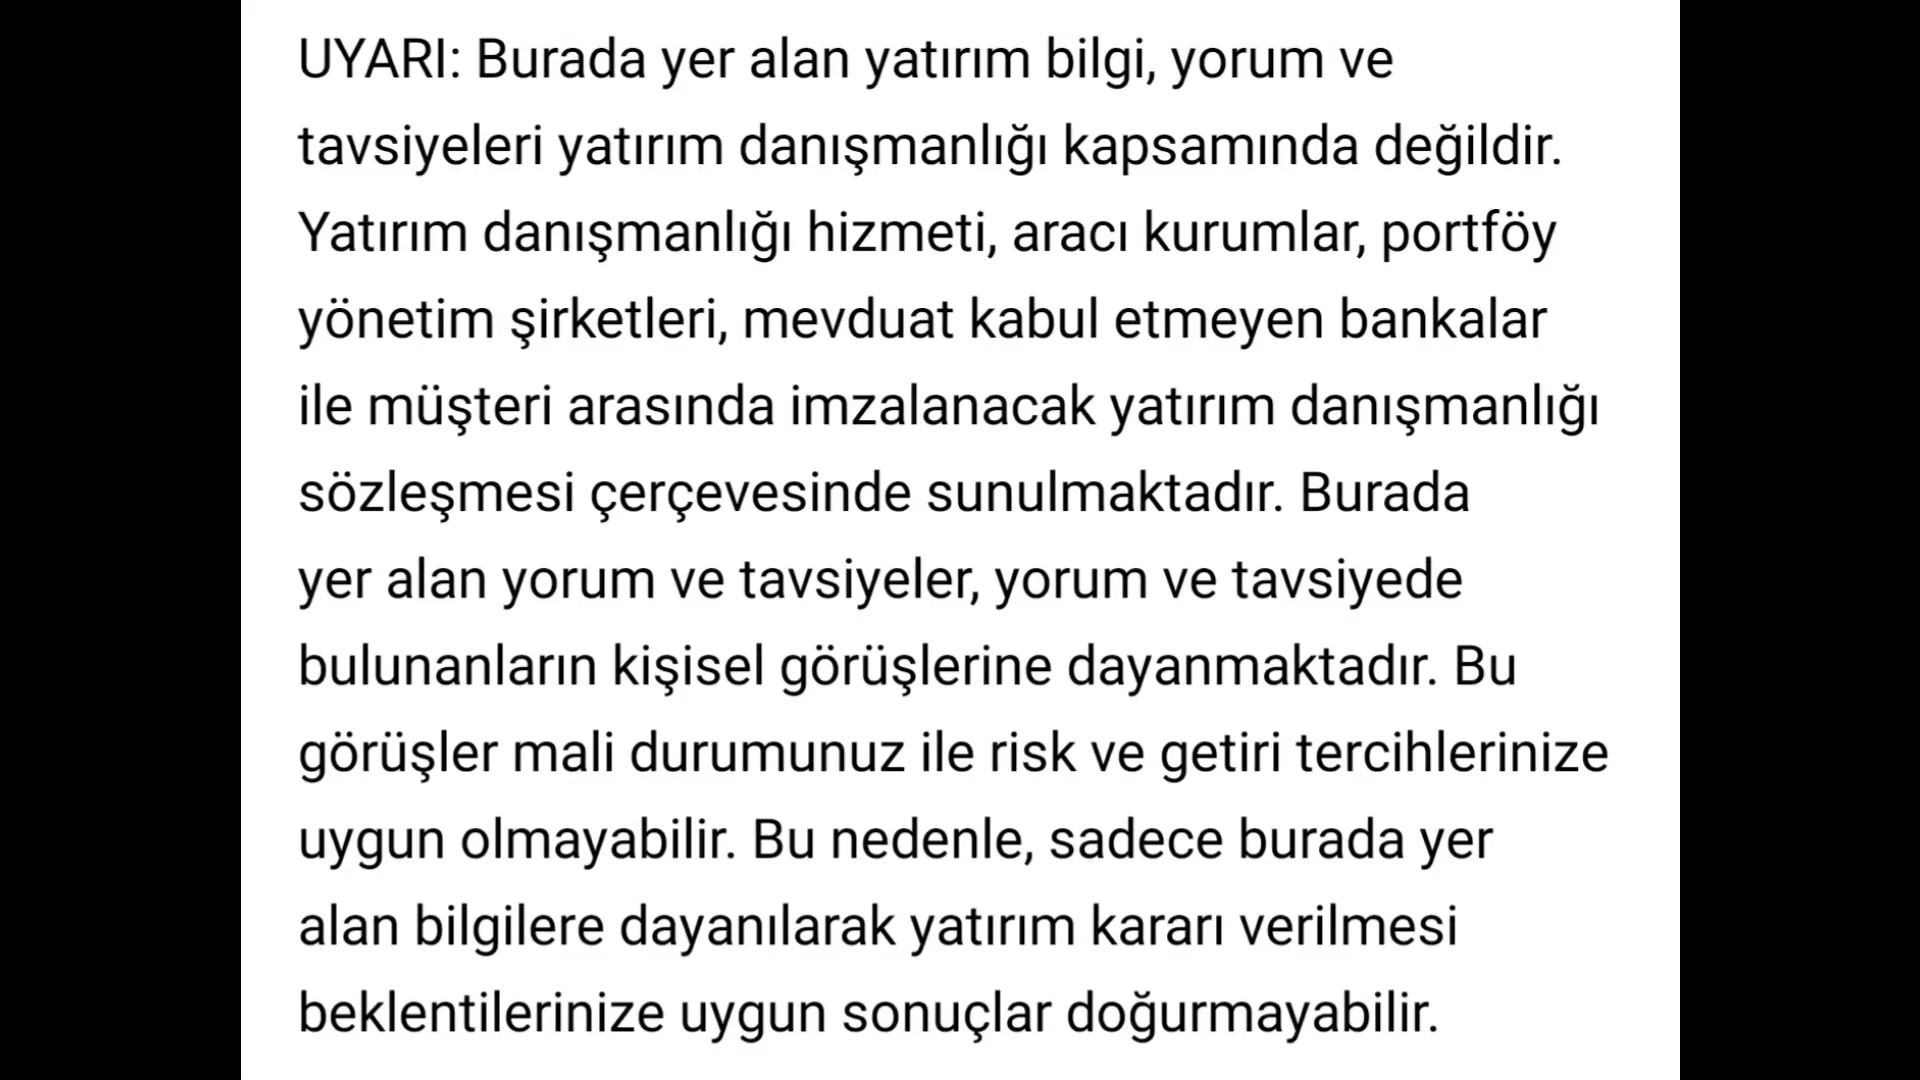 UYARI: Burada yer alan yatırım bilgi, yorum ve
tavsiyeleri yatırım danışmanlığı kapsamında değildir.
Yatırım danışmanlığı hizmeti, aracı kurumlar, portföy
yönetim şirketleri, mevduat kabul etmeyen bankalar
ile müşteri arasında imzalanacak yatırım danışmanlığı
sözleşmesi çerçevesinde sunulmaktadır. Burada
yer alan yorum ve tavsiyeler, yorum ve tavsiyede
bulunanların kişisel görüşlerine dayanmaktadır. Bu
görüşler mali durumunuz ile risk ve getiri tercihlerinize
uygun olmayabilir. Bu nedenle, sadece burada yer
alan bilgilere dayanılarak yatırım kararı verilmesi
beklentilerinize uygun sonuçlar doğurmayabilir.